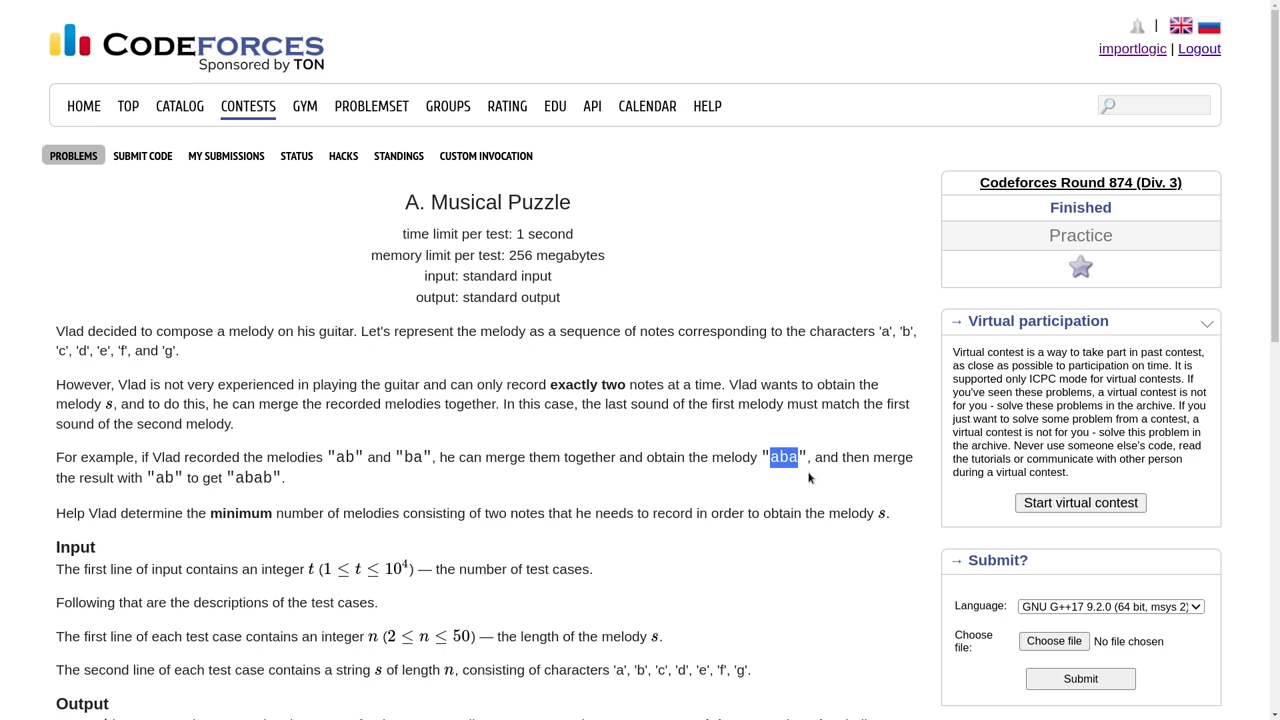 CODEFORCES
Sponsored by TON
|
importlogic | Logout
HOME TOP CATALOG CONTESTS GYM PROBLEMSET GROUPS RATING EDU API CALENDAR HELP
PROBLEMS SUBMIT CODE MY SUBMISSIONS STATUS HACKS STANDINGS CUSTOM INVOCATION
A. Musical Puzzle
time limit per test: 1 second
memory limit per test: 256 megabytes
input: standard input
output: standard output
Vlad decided to compose a melody on his guitar. Let's represent the melody as a sequence of notes corresponding to the characters 'a', 'b',
'c', 'd', 'e', 'f', and 'g'.
However, Vlad is not very experienced in playing the guitar and can only record exactly two notes at a time. Vlad wants to obtain the
melody s, and to do this, he can merge the recorded melodies together. In this case, the last sound of the first melody must match the first
sound of the second melody.
For example, if Vlad recorded the melodies "ab" and "ba", he can merge them together and obtain the melody "aba", and then merge
the result with "ab" to get "abab".
Help Vlad determine the minimum number of melodies consisting of two notes that he needs to record in order to obtain the melody s.
Input
The first line of input contains an integer t (1 ≤ t ≤ 10⁴) — the number of test cases.
Following that are the descriptions of the test cases.
The first line of each test case contains an integer n (2 ≤ n ≤ 50) — the length of the melody s.
The second line of each test case contains a string s of length n, consisting of characters 'a', 'b', 'c', 'd', 'e', 'f', 'g'.
Output
Codeforces Round 874 (Div. 3)
Finished
Practice
→ Virtual participation
Virtual contest is a way to take part in past contest,
as close as possible to participation on time. It is
supported only ICPC mode for virtual contests. If
you've seen these problems, a virtual contest is not
for you - solve these problems in the archive. If you
just want to solve some problem from a contest, a
virtual contest is not for you - solve this problem in
the archive. Never use someone else's code, read
the tutorials or communicate with other person
during a virtual contest.
Start virtual contest
→ Submit?
Language: GNU G++17 9.2.0 (64 bit, msys 2)
Choose file: Choose file No file chosen
Submit